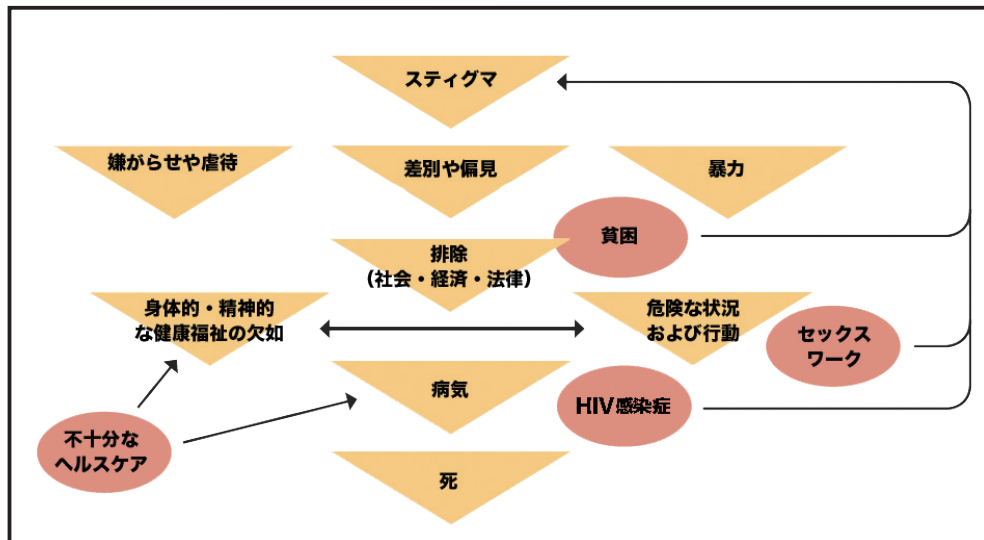 スティグマ
嫌がらせや虐待
差別や偏見
暴力
貧困
排除
(社会・経済・法律)
身体的・精神的
な健康福祉の欠如
危険な状況
および行動
セックス
ワーク
病気
HIV感染症
不十分な
ヘルスケア
死